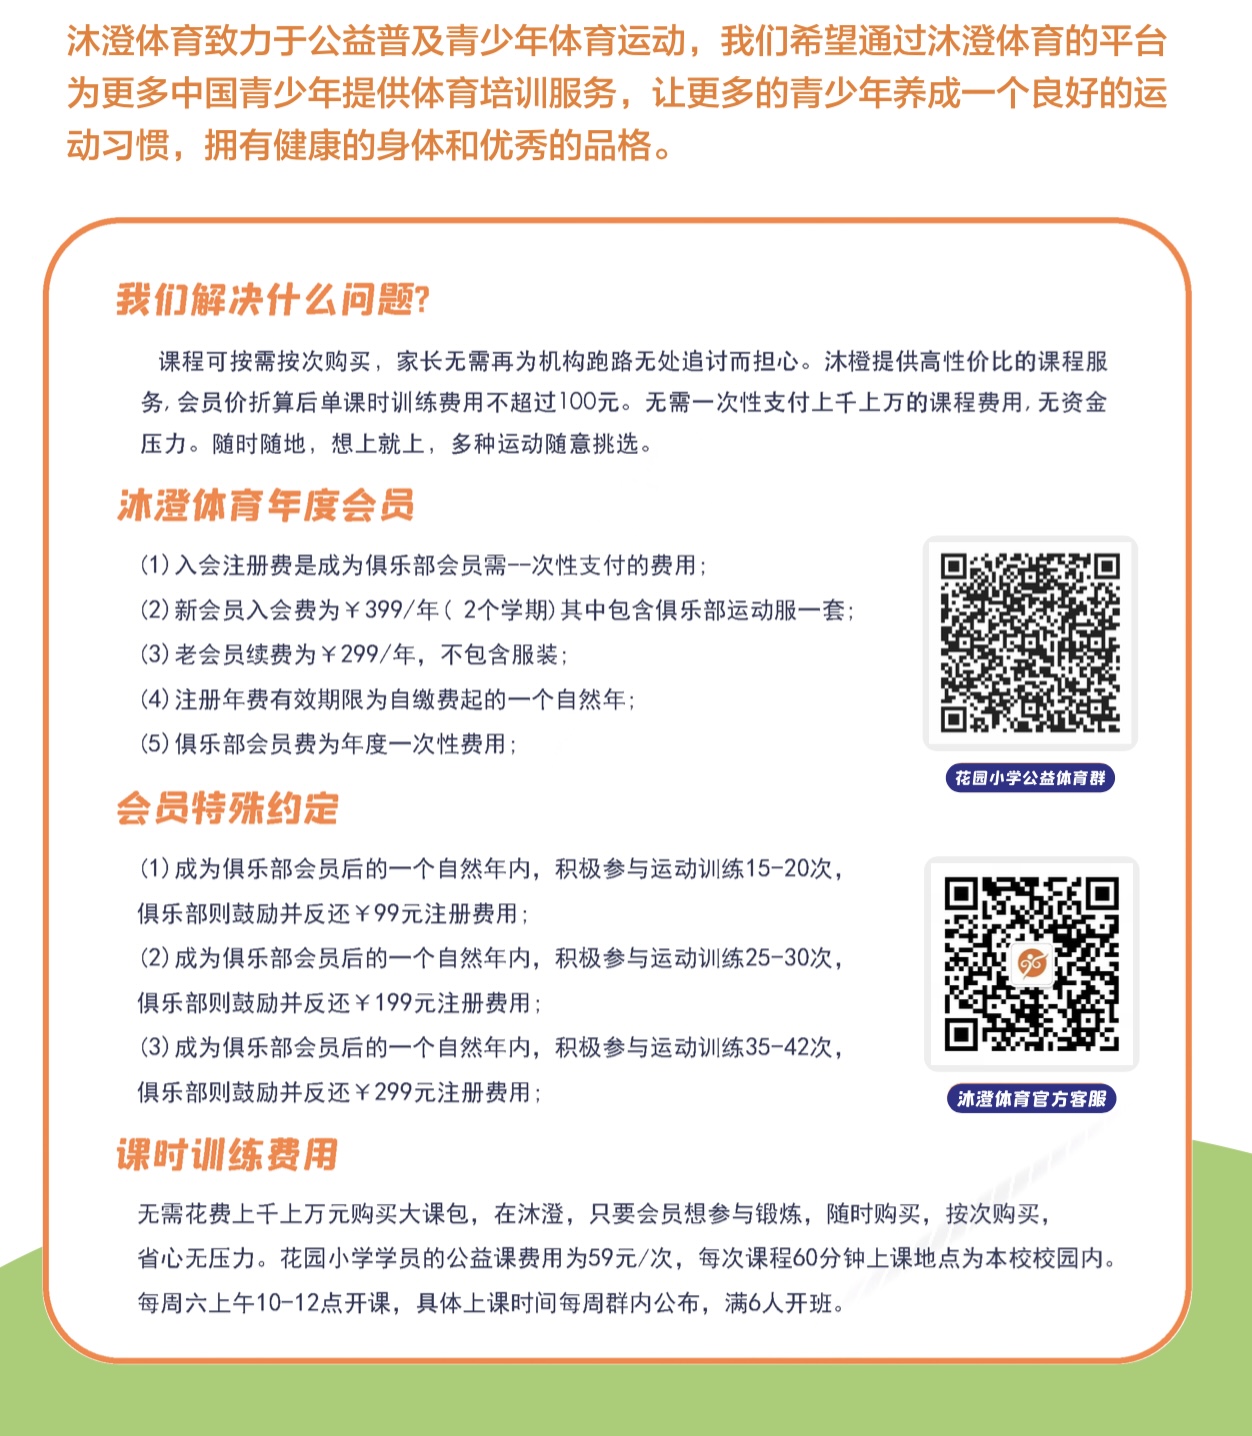 沐澄体育致力于公益普及青少年体育运动，我们希望通过沐澄体育的平台
为更多中国青少年提供体育培训服务，让更多的青少年养成一个良好的运
动习惯，拥有健康的身体和优秀的品格。
我们解决什么问题?
课程可按需按次购买，家长无需再为机构跑路无处追讨而担心。沐橙提供高性价比的课程服
务,会员价折算后单课时训练费用不超过100元。无需一次性支付上千上万的课程费用,无资金
压力。随时随地，想上就上，多种运动随意挑选。
沐澄体育年度会员
(1)入会注册费是成为俱乐部会员需一一次性支付的费用;
(2)新会员入会费为￥399/年( 2个学期)其中包含俱乐部运动服一套;
(3)老会员续费为￥299/年，不包含服装;
(4)注册年费有效期限为自缴费起的一个自然年;
(5)俱乐部会员费为年度一次性费用;
花园小学公益体育群
会员特殊约定
(1)成为俱乐部会员后的一个自然年内，积极参与运动训练15-20次，
俱乐部则鼓励并反还￥99元注册费用;
(2)成为俱乐部会员后的一个自然年内，积极参与运动训练25-30次，
俱乐部则鼓励并反还￥199元注册费用;
(3)成为俱乐部会员后的一个自然年内，积极参与运动训练35-42次，
俱乐部则鼓励并反还￥299元注册费用;
沐澄体育官方客服
课时训练费用
无需花费上千上万元购买大课包，在沐澄，只要会员想参与锻炼，随时购买，按次购买，
省心无压力。花园小学学员的公益课费用为59元/次，每次课程60分钟上课地点为本校校园内。
每周六上午10-12点开课，具体上课时间每周群内公布，满6人开班。